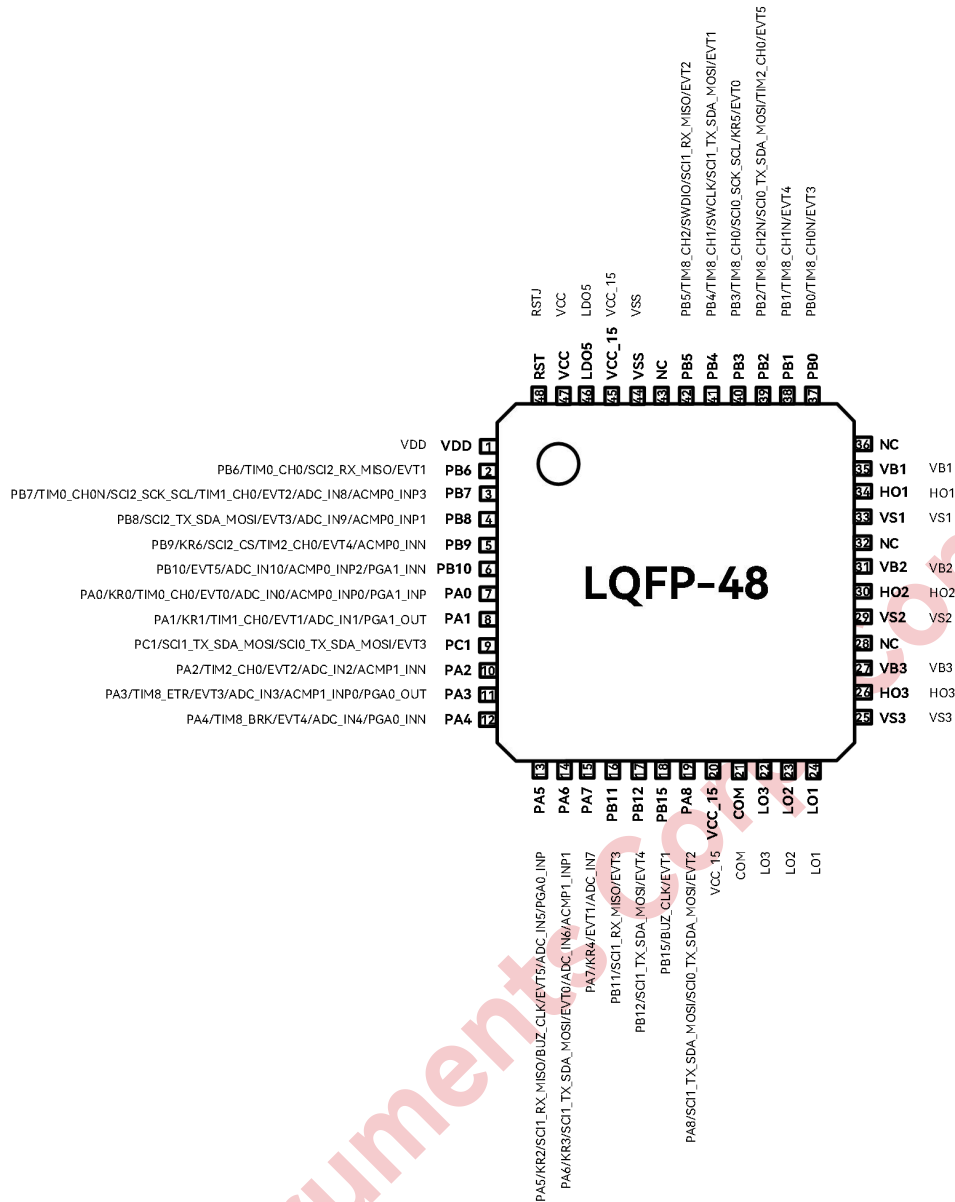 PB5/TIM8_CH2/SWDIO/SCI1_RX_MISO/EVT2
PB4/TIM8_CH1/SWCLK/SCI1_TX_SDA_MOSI/EVT1
PB3/TIM8_CH0/SCI0_SCK_SCL/KR5/EVT0
PB2/TIM8_CH2N/SCI0_TX_SDA_MOSI/TIM2_CH0/EVT5
PB1/TIM8_CH1N/EVT4
PB0/TIM8_CH0N/EVT3
RSTJ
VCC
LDO5
VCC_15
VSS
RST
VCC
LDO5
VCC_15
VSS
NC
PB5
PB4
PB3
PB2
PB1
PB0
48
47
46
45
44
43
42
41
40
39
38
37
VDD VDD 1
PB6/TIM0_CH0/SCI2_RX_MISO/EVT1 PB6 2
PB7/TIM0_CH0N/SCI2_SCK_SCL/TIM1_CH0/EVT2/ADC_IN8/ACMP0_INP3 PB7 3
PB8/SCI2_TX_SDA_MOSI/EVT3/ADC_IN9/ACMP0_INP1 PB8 4
PB9/KR6/SCI2_CS/TIM2_CH0/EVT4/ACMP0_INN PB9 5
PB10/EVT5/ADC_IN10/ACMP0_INP2/PGA1_INN PB10 6
PA0/KR0/TIM0_CH0/EVT0/ADC_IN0/ACMP0_INP0/PGA1_INP PA0 7
PA1/KR1/TIM1_CH0/EVT1/ADC_IN1/PGA1_OUT PA1 8
PC1/SCI1_TX_SDA_MOSI/SCI0_TX_SDA_MOSI/EVT3 PC1 9
PA2/TIM2_CH0/EVT2/ADC_IN2/ACMP1_INN PA2 10
PA3/TIM8_ETR/EVT3/ADC_IN3/ACMP1_INP0/PGA0_OUT PA3 11
PA4/TIM8_BRK/EVT4/ADC_IN4/PGA0_INN PA4 12
LQFP-48
36 NC
35 VB1 VB1
34 HO1 HO1
33 VS1 VS1
32 NC
31 VB2 VB2
30 HO2 HO2
29 VS2 VS2
28 NC
27 VB3 VB3
26 HO3 HO3
25 VS3 VS3
13
14
15
16
17
18
19
20
21
22
23
24
PA5
PA6
PA7
PB11
PB12
PB15
PA8
VCC_15
COM
LO3
LO2
LO1
PA5/KR2/SCI1_RX_MISO/BUZ_CLK/EVT5/ADC_IN5/PGA0_INP
PA6/KR3/SCI1_TX_SDA_MOSI/EVT0/ADC_IN6/ACMP1_INP1
PA7/KR4/EVT1/ADC_IN7
PB11/SCI1_RX_MISO/EVT3
PB12/SCI1_TX_SDA_MOSI/EVT4
PB15/BUZ_CLK/EVT1
PA8/SCI1_TX_SDA_MOSI/SCI0_TX_SDA_MOSI/EVT2
VCC_15
COM
LO3
LO2
LO1